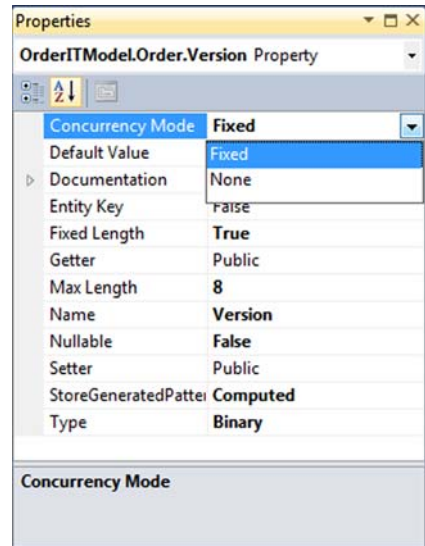 Properties
OrderITModel.Order.Version Property
Concurrency Mode Fixed
Default Value Fixed
Documentation None
Entity Key False
Fixed Length True
Getter Public
Max Length 8
Name Version
Nullable False
Setter Public
StoreGeneratedPatter Computed
Type Binary
Concurrency Mode